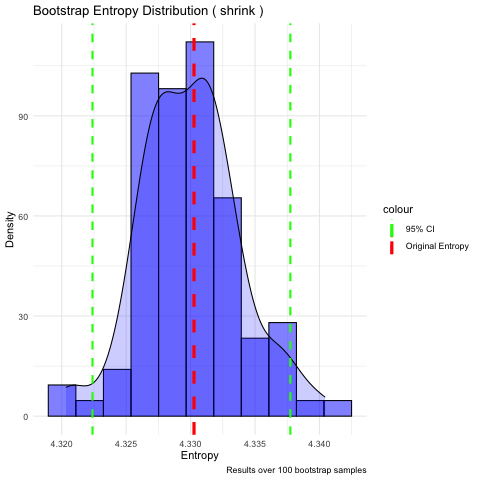 Bootstrap Entropy Distribution ( shrink )
Density
90
60
30
0
4.320 4.325 4.330 4.335 4.340
Entropy
Results over 100 bootstrap samples
colour
95% CI
Original Entropy